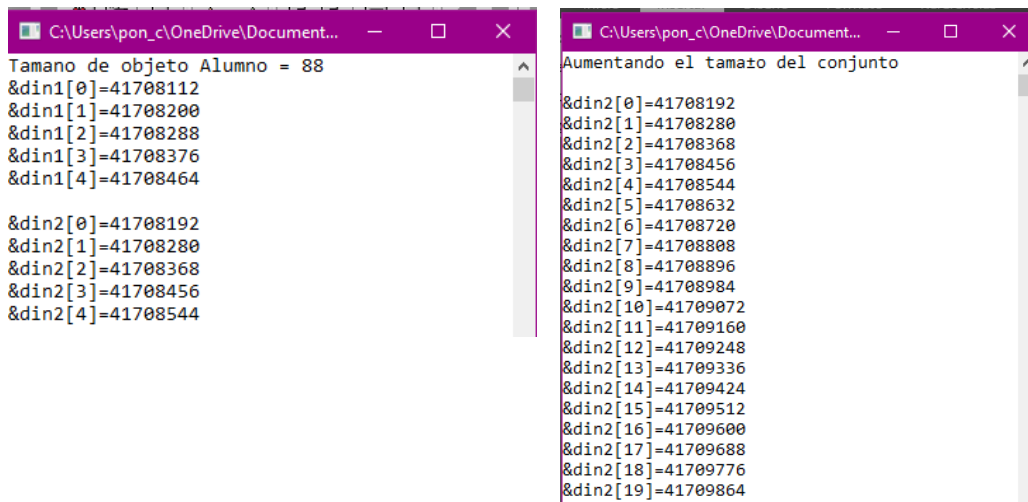 C:\Users\pon_c\OneDrive\Document...
Tamano de objeto Alumno = 88
&din1[0]=41708112
&din1[1]=41708200
&din1[2]=41708288
&din1[3]=41708376
&din1[4]=41708464
&din2[0]=41708192
&din2[1]=41708280
&din2[2]=41708368
&din2[3]=41708456
&din2[4]=41708544
C:\Users\pon_c\OneDrive\Document...
Aumentando el tama±o del conjunto
&din2[0]=41708192
&din2[1]=41708280
&din2[2]=41708368
&din2[3]=41708456
&din2[4]=41708544
&din2[5]=41708632
&din2[6]=41708720
&din2[7]=41708808
&din2[8]=41708896
&din2[9]=41708984
&din2[10]=41709072
&din2[11]=41709160
&din2[12]=41709248
&din2[13]=41709336
&din2[14]=41709424
&din2[15]=41709512
&din2[16]=41709600
&din2[17]=41709688
&din2[18]=41709776
&din2[19]=41709864